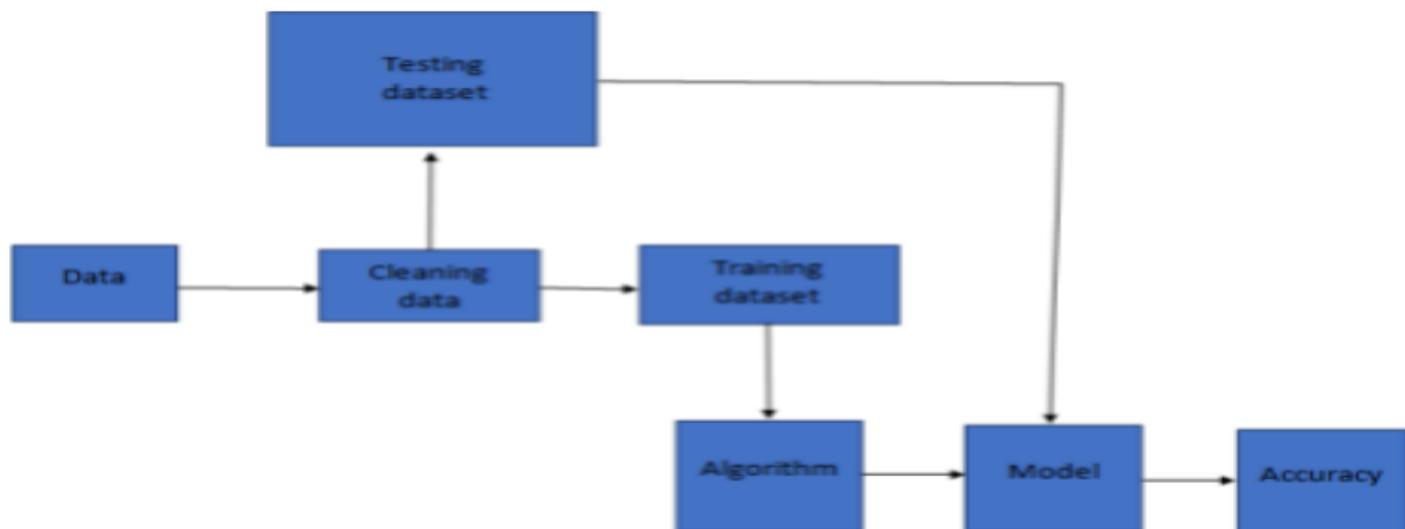 Testing
dataset
Data
Cleaning
data
Training
dataset
Algorithm
Model
Accuracy